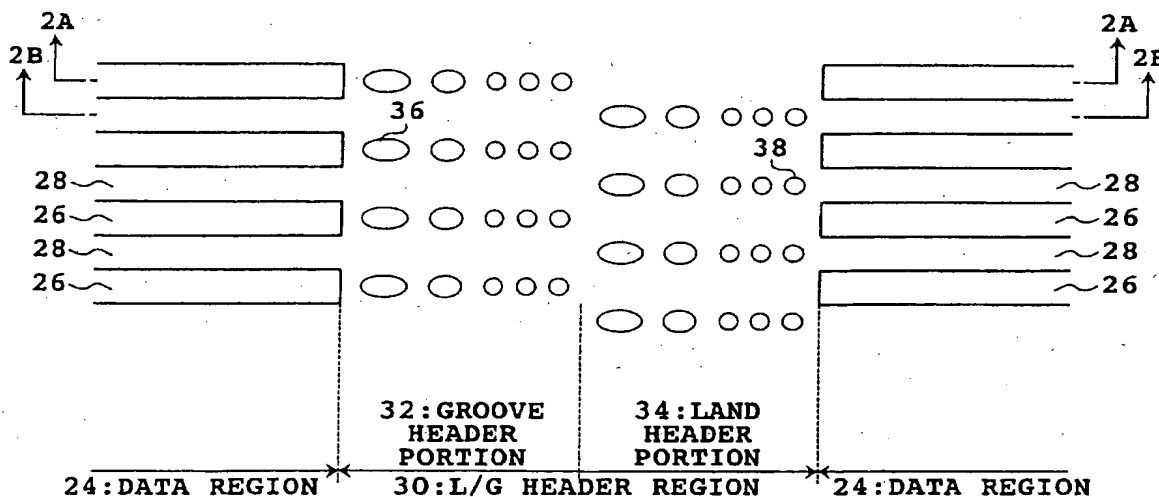 2A
2B
2A
2B
36
38
28
26
28
26
28
26
28
26
32:GROOVE
HEADER
PORTION
34:LAND
HEADER
PORTION
24:DATA REGION
30:L/G HEADER REGION
24:DATA REGION